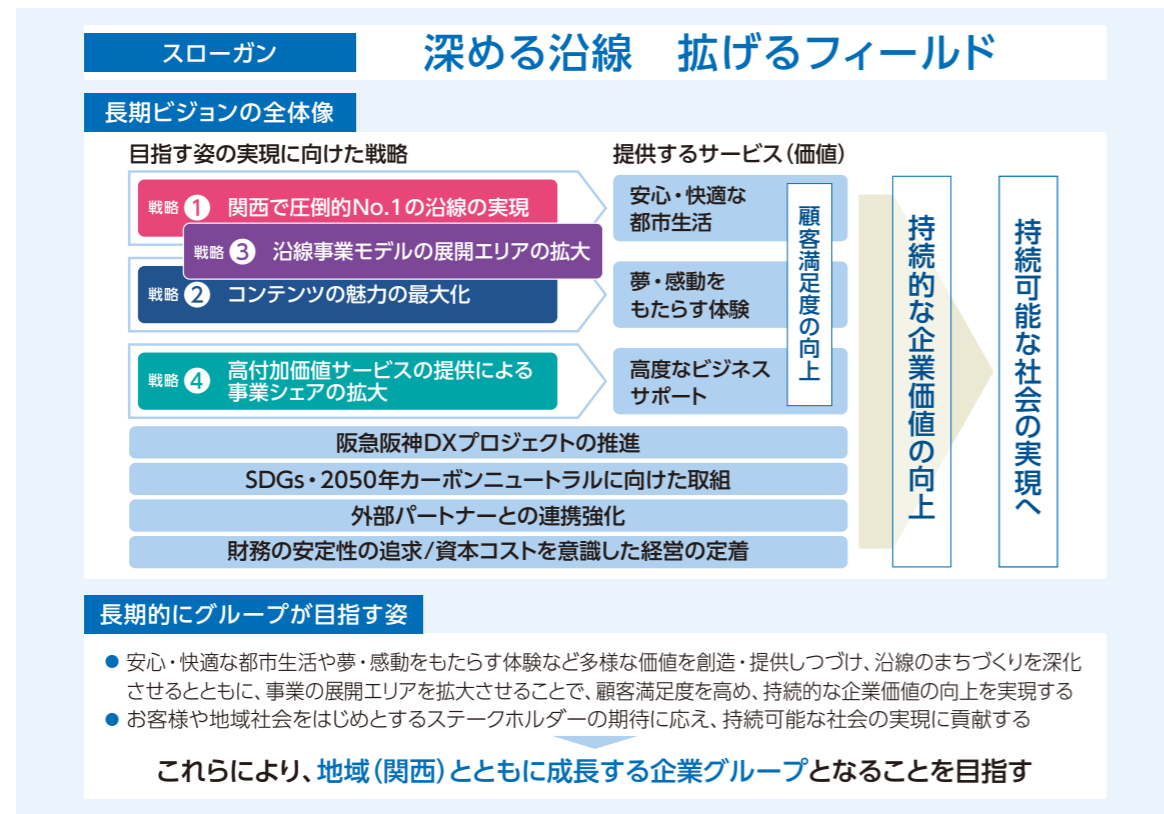 スローガン
深める沿線　拡げるフィールド
長期ビジョンの全体像
目指す姿の実現に向けた戦略
戦略 1 関西で圧倒的No.1の沿線の実現
戦略 3 沿線事業モデルの展開エリアの拡大
戦略 2 コンテンツの魅力の最大化
戦略 4 高付加価値サービスの提供による
事業シェアの拡大
提供するサービス（価値）
安心・快適な
都市生活
夢・感動を
もたらす体験
高度なビジネス
サポート
顧客満足度の向上
阪急阪神DXプロジェクトの推進
SDGs・2050年カーボンニュートラルに向けた取組
外部パートナーとの連携強化
財務の安定性の追求/資本コストを意識した経営の定着
持続的な企業価値の向上
持続可能な社会の実現へ
長期的にグループが目指す姿
● 安心・快適な都市生活や夢・感動をもたらす体験など多様な価値を創造・提供しつづけ、沿線のまちづくりを深化
させるとともに、事業の展開エリアを拡大させることで、顧客満足度を高め、持続的な企業価値の向上を実現する
● お客様や地域社会をはじめとするステークホルダーの期待に応え、持続可能な社会の実現に貢献する
これらにより、地域（関西）とともに成長する企業グループとなることを目指す